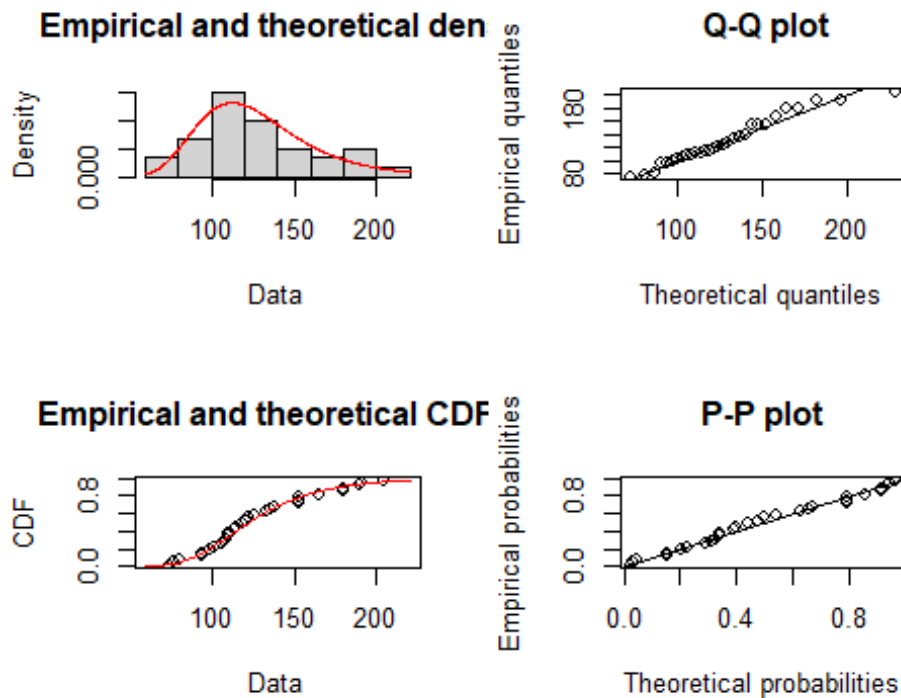 Empirical and theoretical den
Density
0.000
100 150 200
Data
Q-Q plot
Empirical quantiles
80 180
100 150 200
Theoretical quantiles
Empirical and theoretical CDF
CDF
0.0 0.8
100 150 200
Data
P-P plot
Empirical probabilities
0.0 0.8
0.0 0.4 0.8
Theoretical probabilities